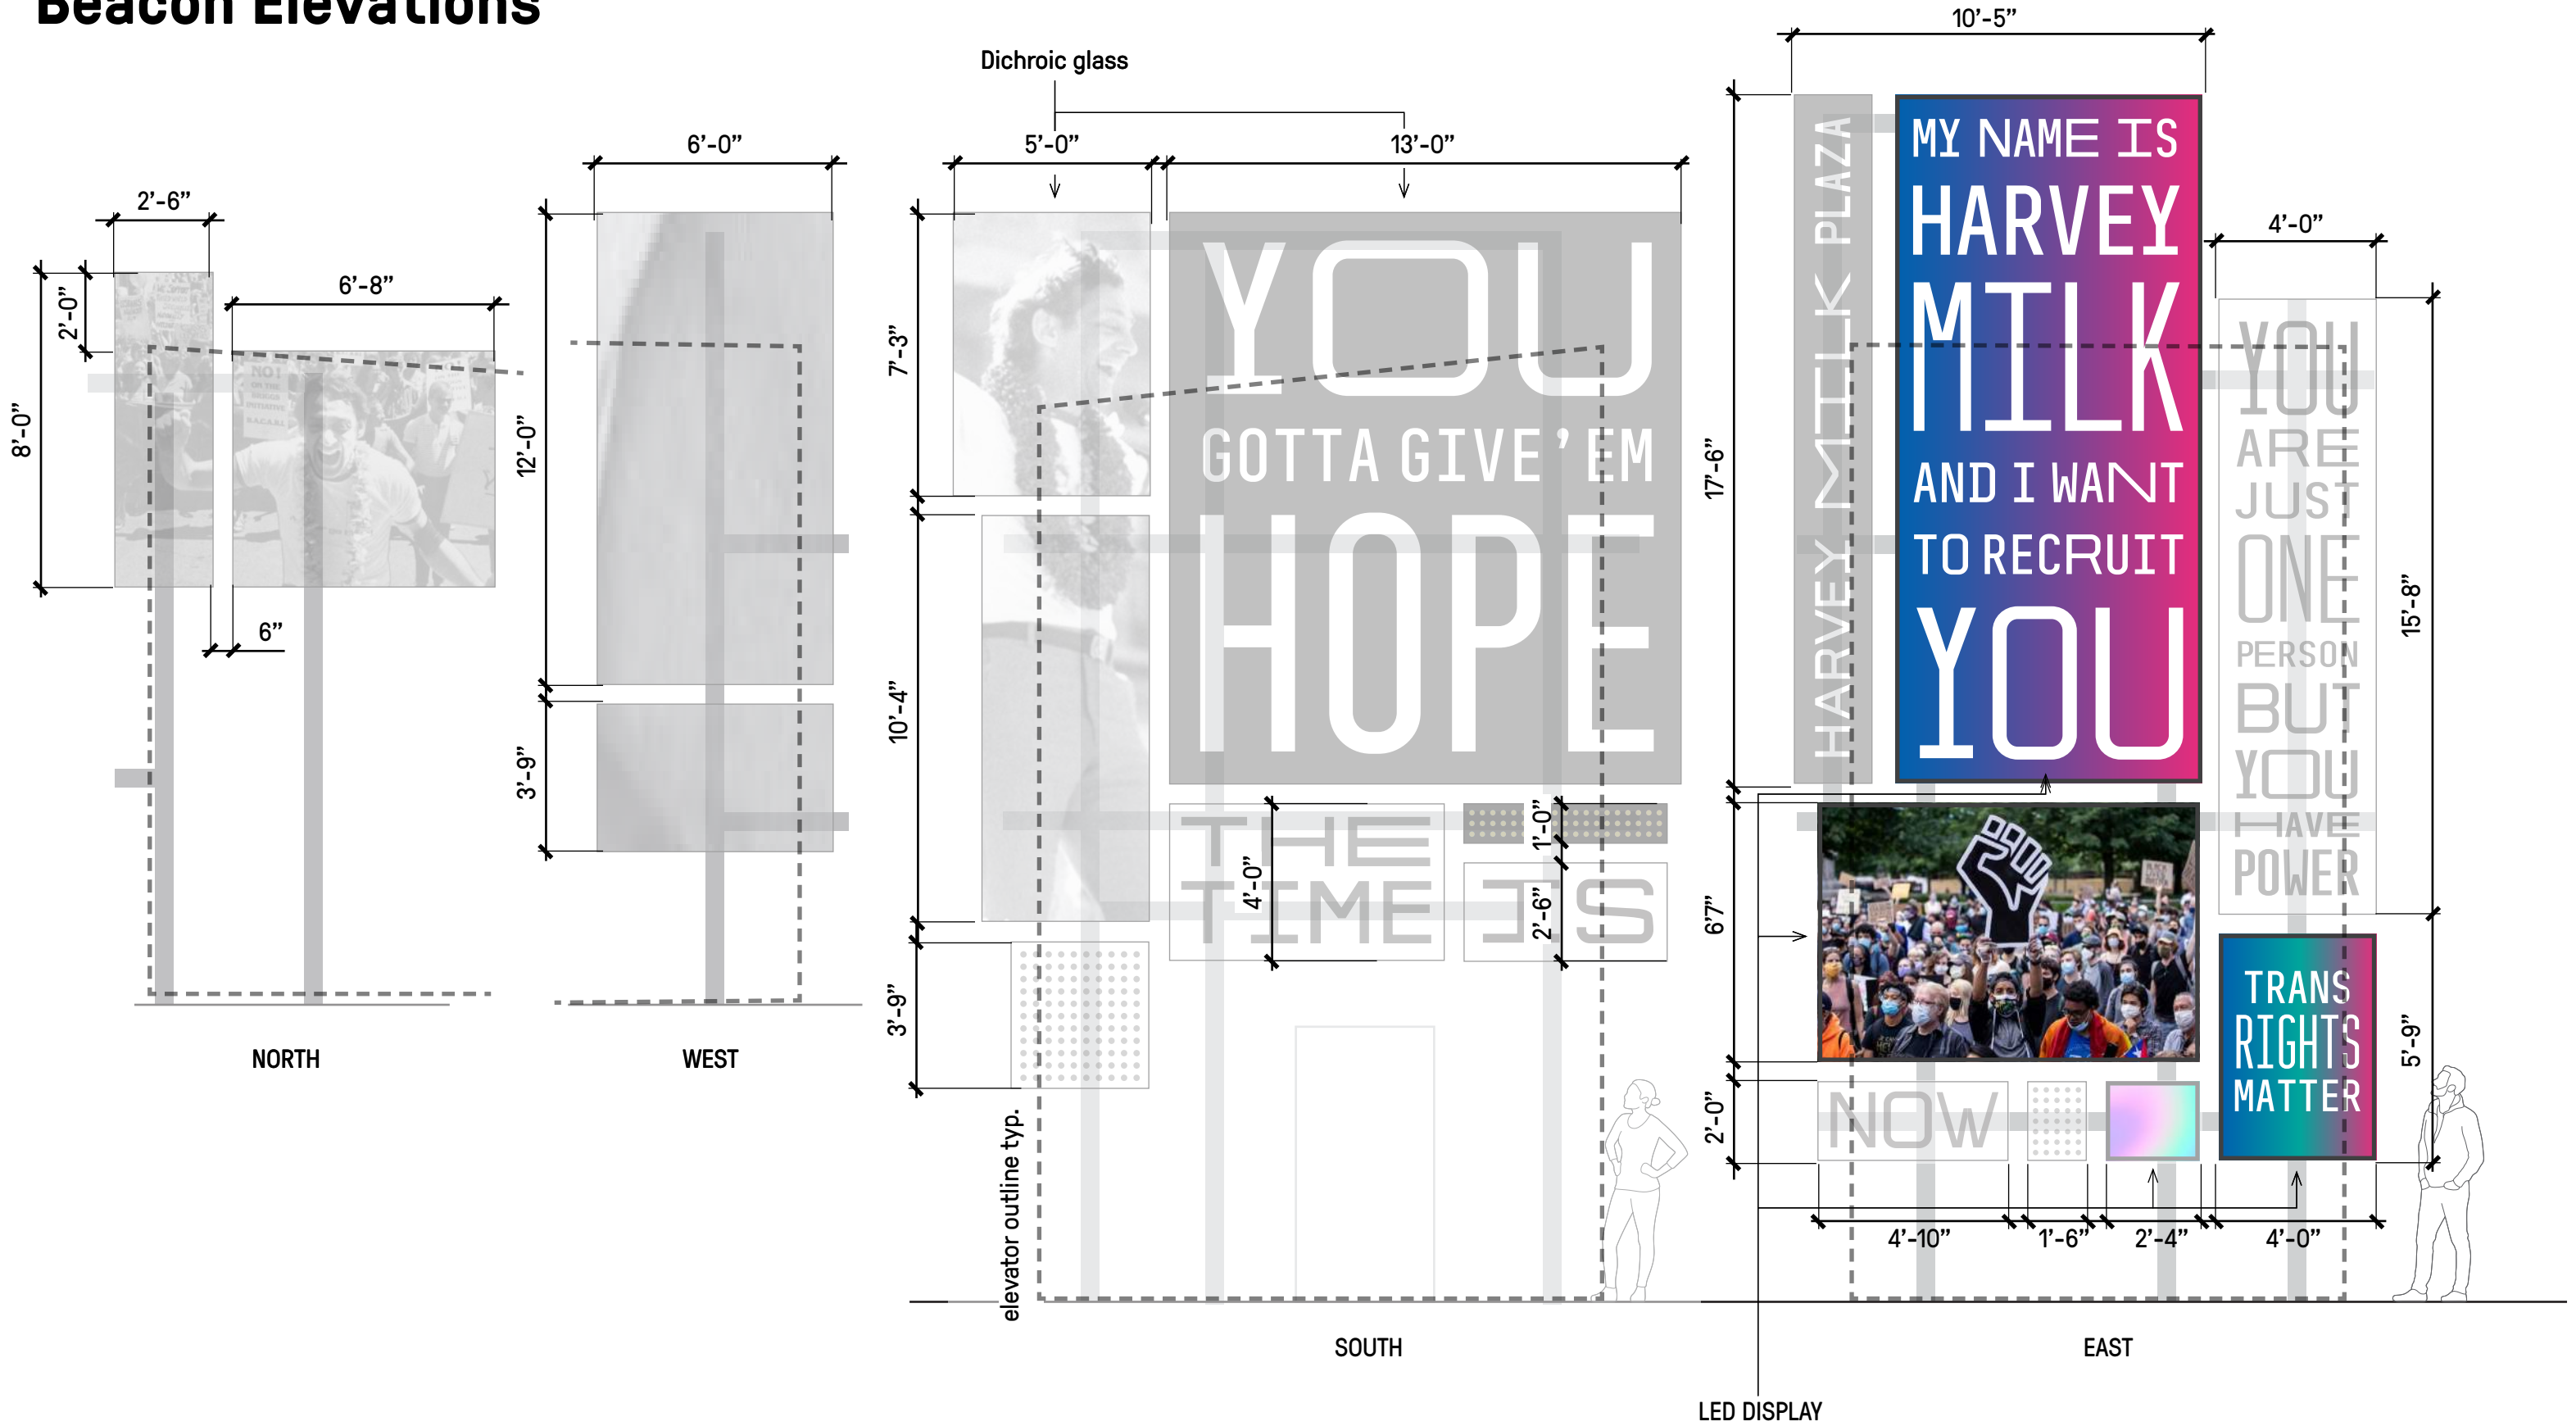 Beacon Elevations
2’-6”
2’-0”
8’-0”
6’-8”
6”
NO!
ON THE
BRIGGS
INITIATIVE
NORTH
6’-0”
12’-0”
3’-9”
WEST
Dichroic glass
5’-0”
13’-0”
7’-3”
10’-4”
3’-9”
YOU
GOTTA GIVE ’EM
HOPE
THE
TIME
IS
4’-0”
1’-0”
2’-6”
elevator outline typ.
SOUTH
10’-5”
17’-6”
6’7”
2’-0”
HARVEY MILK PLAZA
MY NAME IS
HARVEY
MILK
AND I WANT
TO RECRUIT
YOU
4’-0”
YOU
ARE
JUST
ONE
PERSON
BUT
YOU
HAVE
POWER
15’-8”
TRANS
RIGHTS
MATTER
5’-9”
NOW
4’-10”
1’-6”
2’-4”
4’-0”
EAST
LED DISPLAY